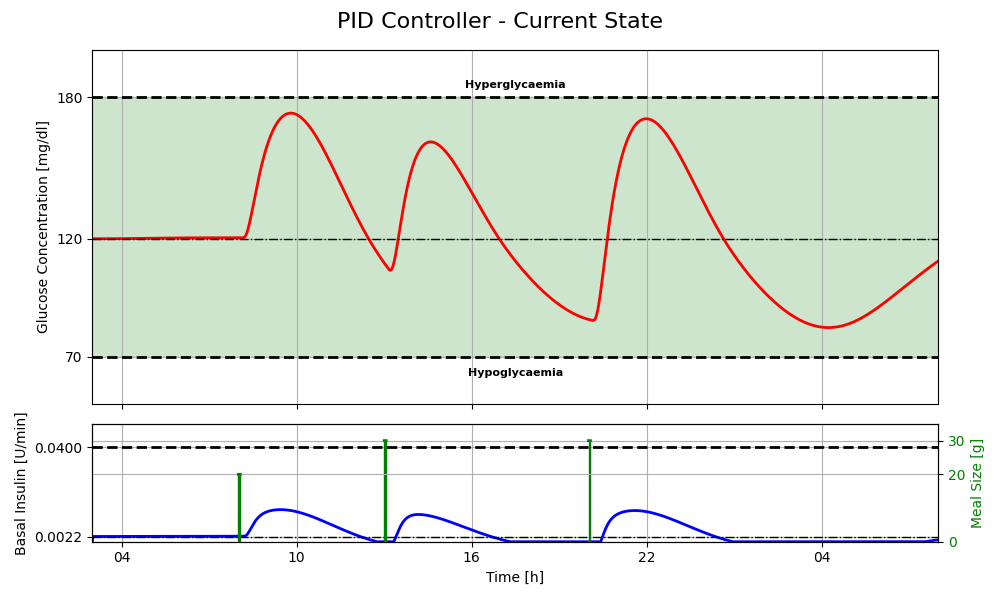 PID Controller - Current State
Hyperglycaemia
180
120
70
Glucose Concentration [mg/dl]
Hypoglycaemia
0.0400
0.0022
Basal Insulin [U/min]
30
20
0
Meal Size [g]
04
10
16
22
04
Time [h]